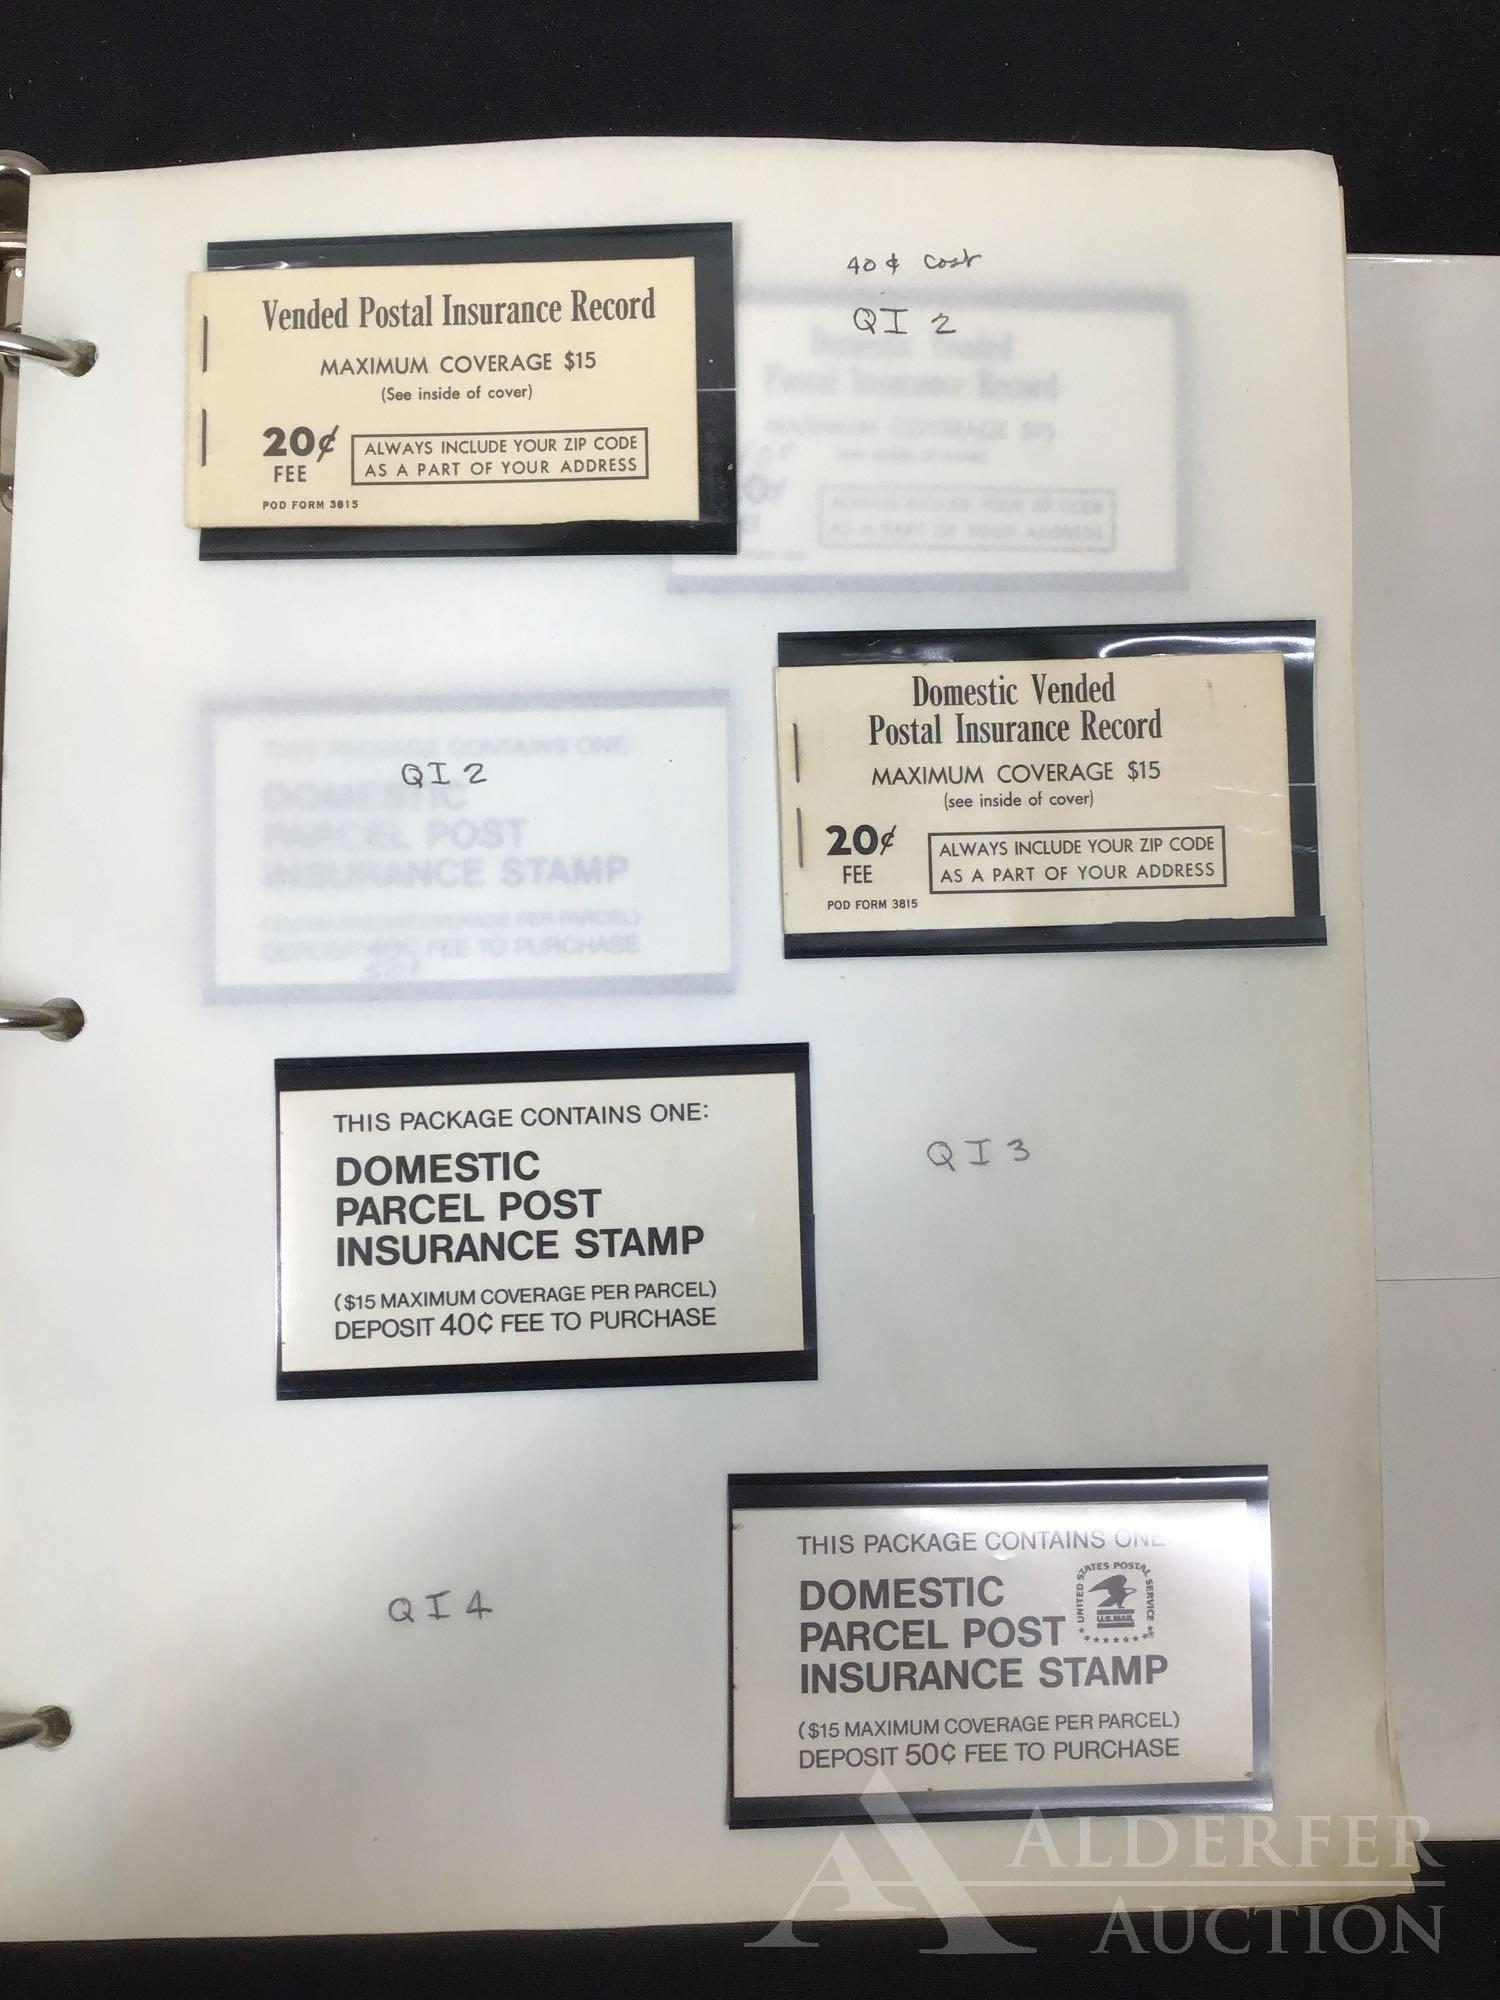 Vended Postal Insurance Record
MAXIMUM COVERAGE $15
(See inside of cover)
20¢
FEE
ALWAYS INCLUDE YOUR ZIP CODE
AS A PART OF YOUR ADDRESS
POD FORM 3815
40¢ cost
QI 2
Domestic Vended
Postal Insurance Record
MAXIMUM COVERAGE $15
(see inside of cover)
20¢
FEE
ALWAYS INCLUDE YOUR ZIP CODE
AS A PART OF YOUR ADDRESS
POD FORM 3815
QI 2
THIS PACKAGE CONTAINS ONE:
DOMESTIC
PARCEL POST
INSURANCE STAMP
($15 MAXIMUM COVERAGE PER PARCEL)
DEPOSIT 40¢ FEE TO PURCHASE
QI 3
QI 4
THIS PACKAGE CONTAINS ONE
DOMESTIC
PARCEL POST
INSURANCE STAMP
UNITED STATES POSTAL SERVICE
U.S.MAIL
($15 MAXIMUM COVERAGE PER PARCEL)
DEPOSIT 50¢ FEE TO PURCHASE
ALDERFER
AUCTION